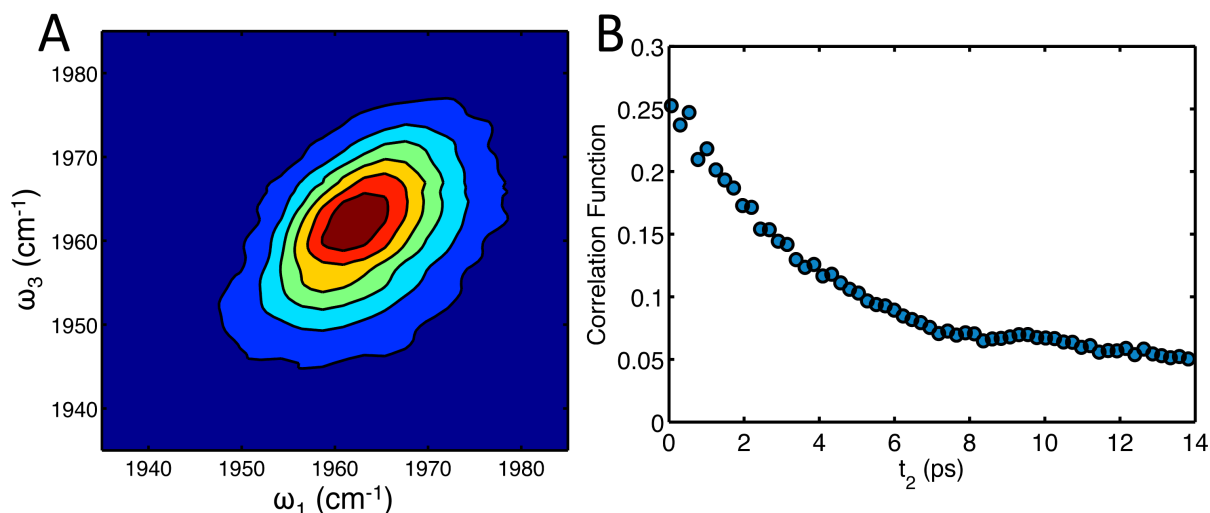 A
1980
1970
1960
1950
1940
ω3 (cm-1)
1940 1950 1960 1970 1980
ω1 (cm-1)
B
0.3
0.25
0.2
0.15
0.1
0.05
0
Correlation Function
0 2 4 6 8 10 12 14
t2 (ps)